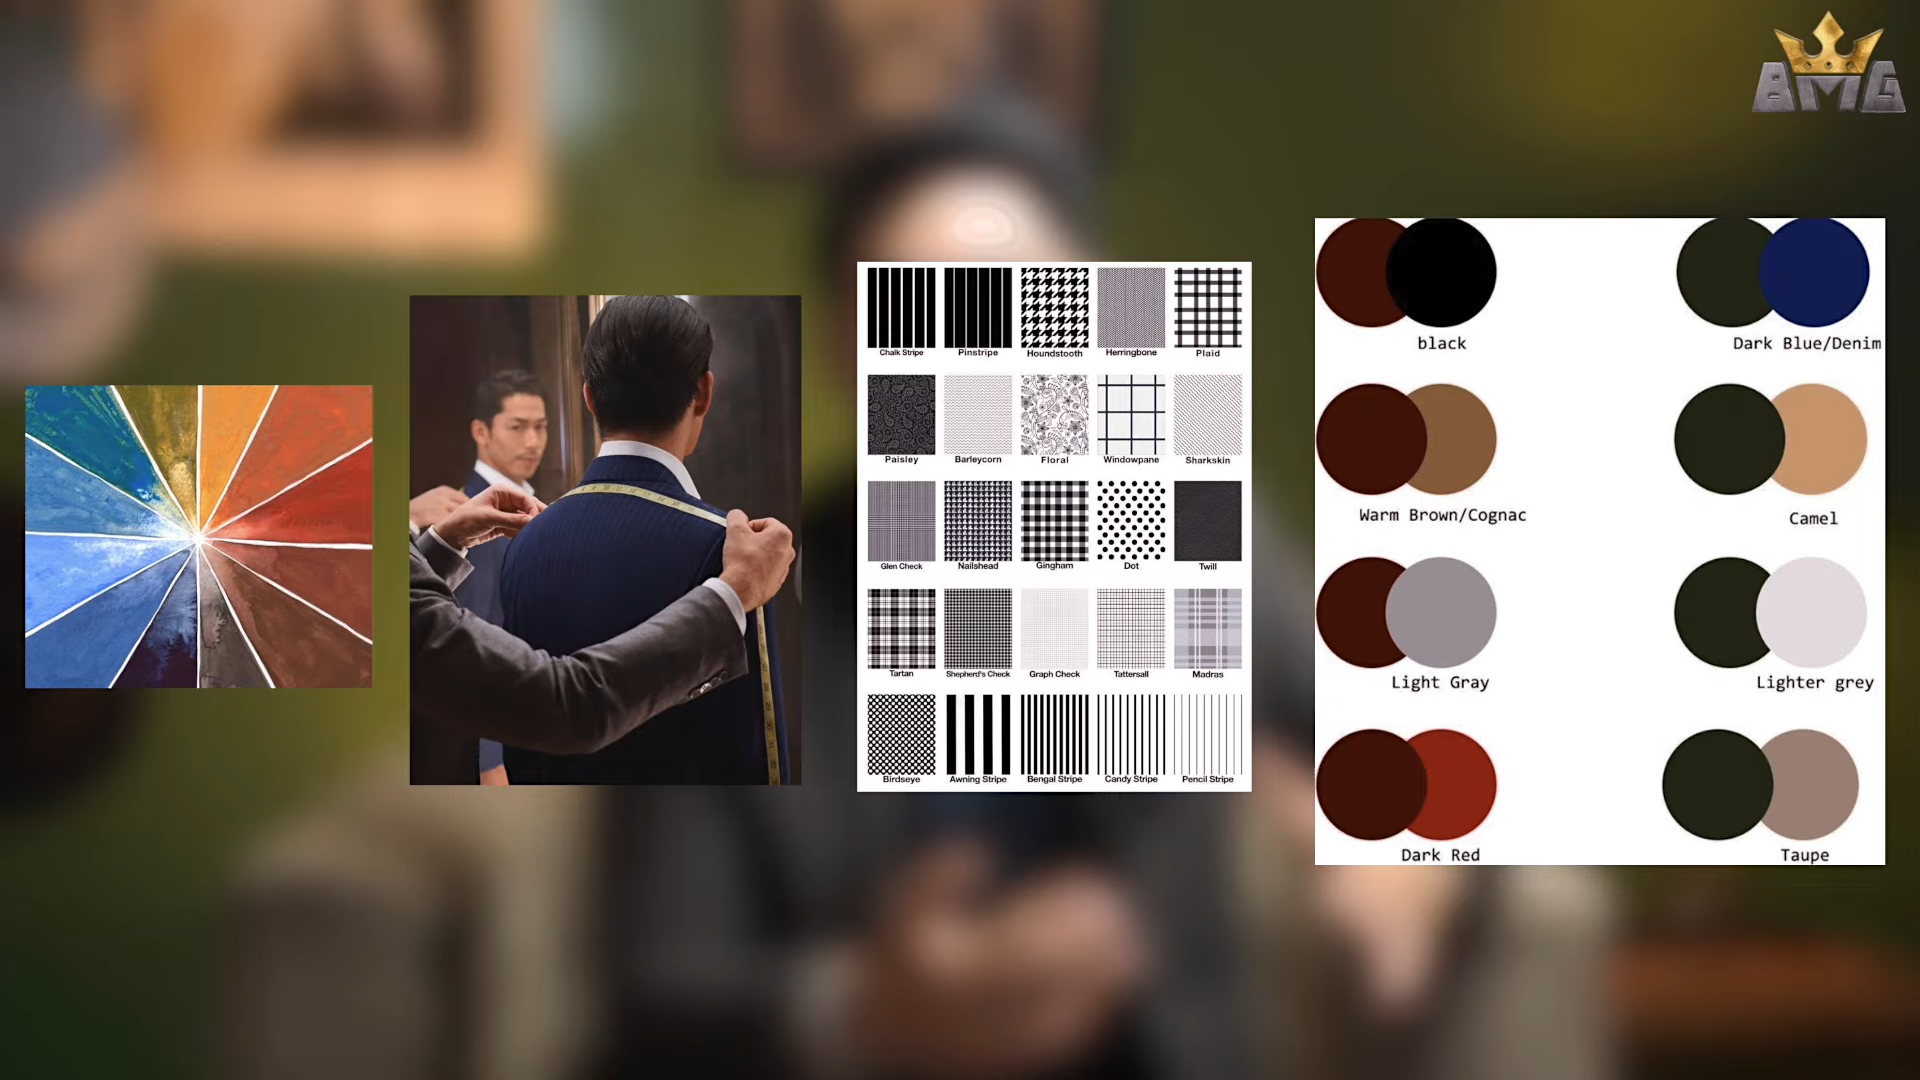 BMG
Chalk Stripe Pinstripe Houndstooth Herringbone Plaid
Paisley Barleycorn Floral Windowpane Sharkskin
Glen Check Nailshead Gingham Dot Twill
Tartan Shepherd's Check Graph Check Tattersall Madras
Birdseye Awning Stripe Bengal Stripe Candy Stripe Pencil Stripe
black
Dark Blue/Denim
Warm Brown/Cognac
Camel
Light Gray
Lighter grey
Dark Red
Taupe